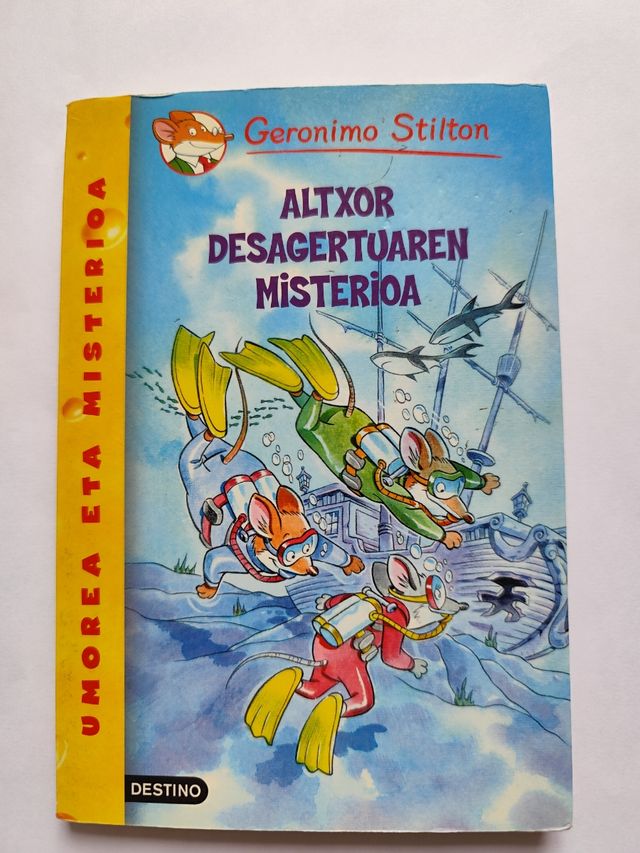 Geronimo Stilton
ALTXOR
DESAGERTUAREN
MiSTERiOA
UMOREA ETA MISTERIOA
DESTINO